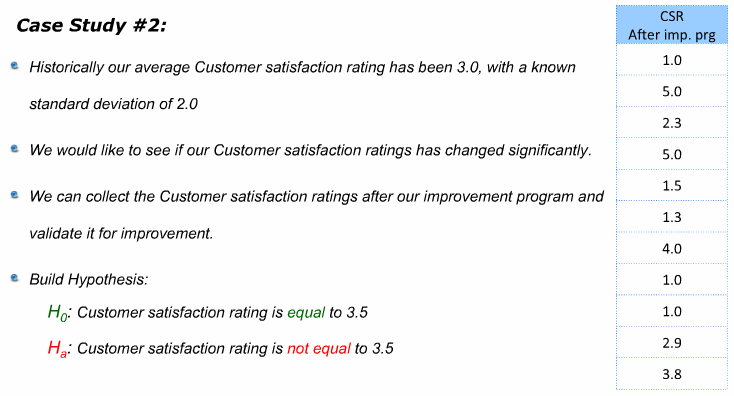 Case Study #2:
Historically our average Customer satisfaction rating has been 3.0, with a known
standard deviation of 2.0
We would like to see if our Customer satisfaction ratings has changed significantly.
We can collect the Customer satisfaction ratings after our improvement program and
validate it for improvement.
Build Hypothesis:
H0: Customer satisfaction rating is equal to 3.5
Ha: Customer satisfaction rating is not equal to 3.5
CSR
After imp. prg
1.0
5.0
2.3
5.0
1.5
1.3
4.0
1.0
1.0
2.9
3.8